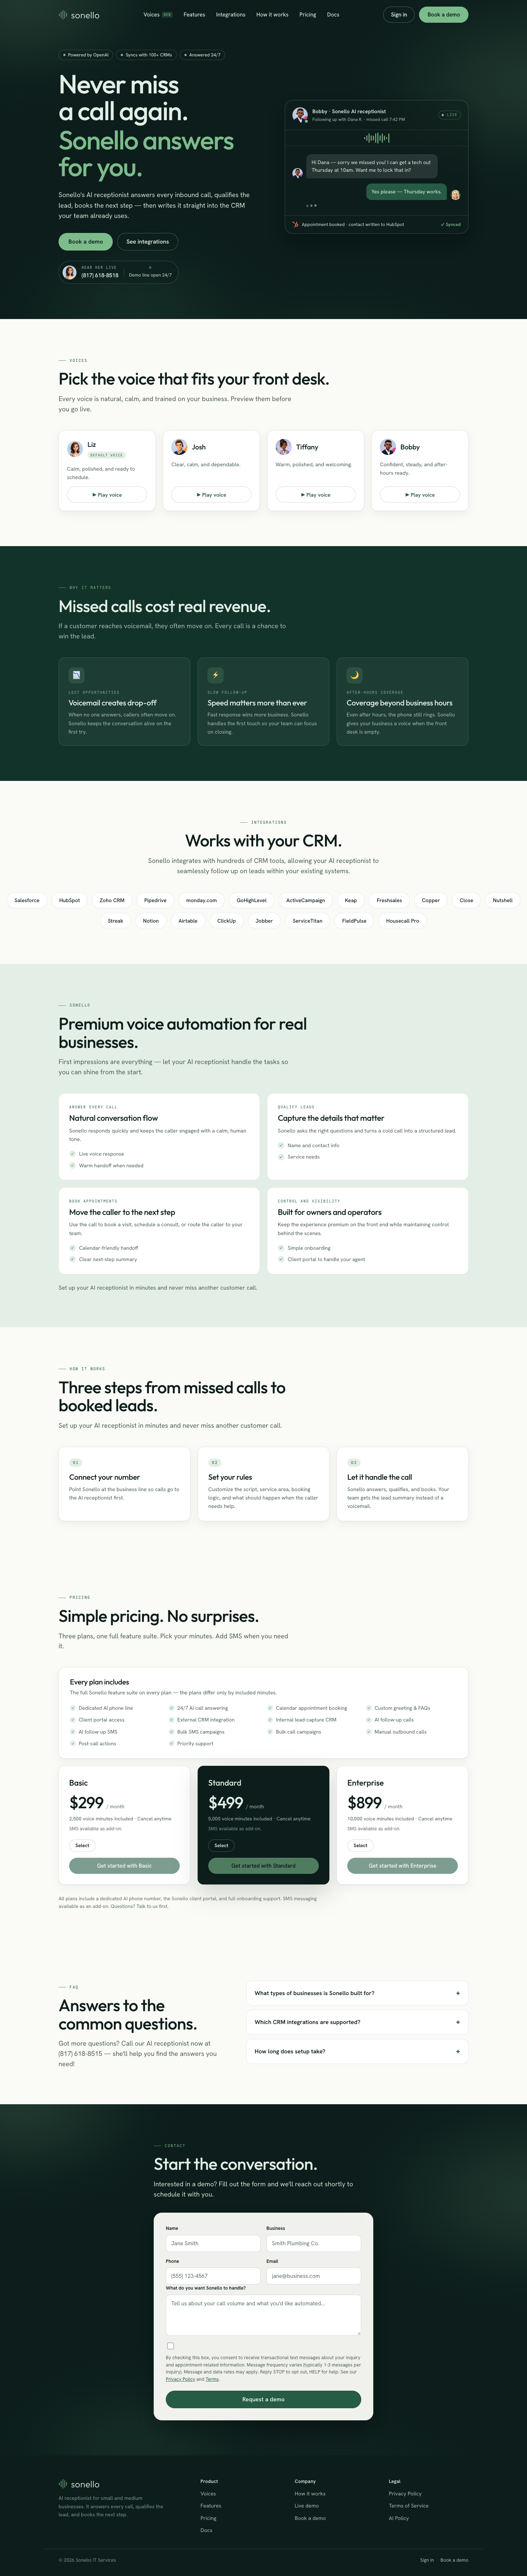 sonello
Voices
Features
Integrations
How it works
Pricing
Docs
Sign in
Book a demo
Powered by OpenAI
Syncs with 100+ CRMs
Answered 24/7
Never miss
a call again.
Sonello answers
for you.
Sonello's AI receptionist answers every inbound call, qualifies the
lead, books the next step — then writes it straight into the CRM
your team already uses.
Book a demo
See integrations
HEAR HER LIVE
(817) 618-8518
Demo line open 24/7
Bobby · Sonello AI receptionist
Following up with Dana R. · missed call 7:42 PM
LIVE
Hi Dana — sorry we missed you! I can get a tech out
Thursday at 10am. Want me to lock that in?
Yes please — Thursday works.
Appointment booked · contact written to HubSpot
✓ Synced
VOICES
Pick the voice that fits your front desk.
Every voice is natural, calm, and trained on your business. Preview them before
you go live.
Liz
DEFAULT VOICE
Calm, polished, and ready to
schedule.
▶ Play voice
Josh
Clear, calm, and dependable.
▶ Play voice
Tiffany
Warm, polished, and welcoming.
▶ Play voice
Bobby
Confident, steady, and after-
hours ready.
▶ Play voice
WHY IT MATTERS
Missed calls cost real revenue.
If a customer reaches voicemail, they often move on. Every call is a chance to
win the lead.
LOST OPPORTUNITIES
Voicemail creates drop-off
When no one answers, callers often move on.
Sonello keeps the conversation alive on the
first try.
SLOW FOLLOW-UP
Speed matters more than ever
Fast response wins more business. Sonello
handles the first touch so your team can focus
on closing.
AFTER-HOURS COVERAGE
Coverage beyond business hours
Even after hours, the phone still rings. Sonello
gives your business a voice when the front
desk is empty.
INTEGRATIONS
Works with your CRM.
Sonello integrates with hundreds of CRM tools, allowing your AI receptionist to
seamlessly follow up on leads within your existing systems.
Salesforce
HubSpot
Zoho CRM
Pipedrive
monday.com
GoHighLevel
ActiveCampaign
Keap
Freshsales
Copper
Close
Nutshell
Streak
Notion
Airtable
ClickUp
Jobber
ServiceTitan
FieldPulse
Housecall Pro
SONELLO
Premium voice automation for real
businesses.
First impressions are everything — let your AI receptionist handle the tasks so
you can shine from the start.
ANSWER EVERY CALL
Natural conversation flow
Sonello responds quickly and keeps the caller engaged with a calm, human
tone.
Live voice response
Warm handoff when needed
QUALIFY LEADS
Capture the details that matter
Sonello asks the right questions and turns a cold call into a structured lead.
Name and contact info
Service needs
BOOK APPOINTMENTS
Move the caller to the next step
Use the call to book a visit, schedule a consult, or route the caller to your
team.
Calendar-friendly handoff
Clear next-step summary
CONTROL AND VISIBILITY
Built for owners and operators
Keep the experience premium on the front end while maintaining control
behind the scenes.
Simple onboarding
Client portal to handle your agent
Set up your AI receptionist in minutes and never miss another customer call.
HOW IT WORKS
Three steps from missed calls to
booked leads.
Set up your AI receptionist in minutes and never miss another customer call.
01
Connect your number
Point Sonello at the business line so calls go to
the AI receptionist first.
02
Set your rules
Customize the script, service area, booking
logic, and what should happen when the caller
needs help.
03
Let it handle the call
Sonello answers, qualifies, and books. Your
team gets the lead summary instead of a
voicemail.
PRICING
Simple pricing. No surprises.
Three plans, one full feature suite. Pick your minutes. Add SMS when you need
it.
Every plan includes
The full Sonello feature suite on every plan — the plans differ only by included minutes.
Dedicated AI phone line
24/7 AI call answering
Calendar appointment booking
Custom greeting & FAQs
Client portal access
External CRM integration
Internal lead-capture CRM
AI follow-up calls
AI follow-up SMS
Bulk SMS campaigns
Bulk call campaigns
Manual outbound calls
Post-call actions
Priority support
Basic
$299 / month
2,500 voice minutes included · Cancel anytime
SMS available as add-on.
Select
Get started with Basic
Standard
$499 / month
5,000 voice minutes included · Cancel anytime
SMS available as add-on.
Select
Get started with Standard
Enterprise
$899 / month
10,000 voice minutes included · Cancel anytime
SMS available as add-on.
Select
Get started with Enterprise
All plans include a dedicated AI phone number, the Sonello client portal, and full onboarding support. SMS messaging
available as an add-on. Questions? Talk to us first.
FAQ
Answers to the
common questions.
Got more questions? Call our AI receptionist now at
(817) 618-8515 — she'll help you find the answers you
need!
What types of businesses is Sonello built for?
+
Which CRM integrations are supported?
+
How long does setup take?
+
CONTACT
Start the conversation.
Interested in a demo? Fill out the form and we'll reach out shortly to
schedule it with you.
Name
Business
Jane Smith
Smith Plumbing Co.
Phone
Email
(555) 123-4567
jane@business.com
What do you want Sonello to handle?
Tell us about your call volume and what you'd like automated...
By checking this box, you consent to receive transactional text messages about your inquiry
and appointment-related information. Message frequency varies (typically 1-3 messages per
inquiry). Message and data rates may apply. Reply STOP to opt out, HELP for help. See our
Privacy Policy and Terms.
Request a demo
sonello
AI receptionist for small and medium
businesses. It answers every call, qualifies the
lead, and books the next step.
Product
Voices
Features
Pricing
Docs
Company
How it works
Live demo
Book a demo
Legal
Privacy Policy
Terms of Service
AI Policy
© 2026 Sonello IT Services
Sign in
Book a demo